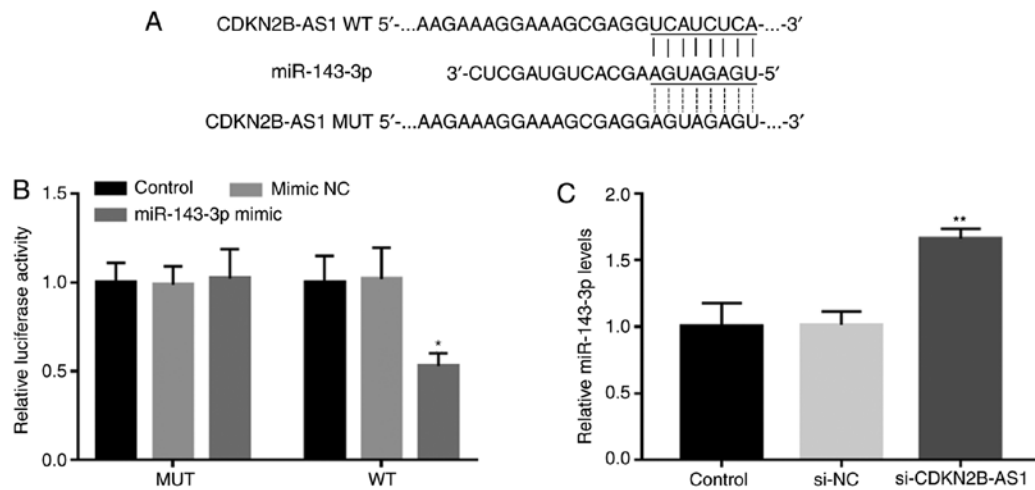 A
CDKN2B-AS1 WT 5′-...AAGAAAGGAAAGCGAGGUCAUCUCA-...-3′
miR-143-3p 3′-CUCGAUGUCACGAAGUAGAGU-5′
CDKN2B-AS1 MUT 5′-...AAGAAAGGAAAGCGAGGAGUAGAGU-...-3′
B
Control Mimic NC
miR-143-3p mimic
Relative luciferase activity
1.5
1.0
0.5
0.0
*
MUT WT
C
Relative miR-143-3p levels
2.0
1.5
1.0
0.5
0.0
**
Control si-NC si-CDKN2B-AS1